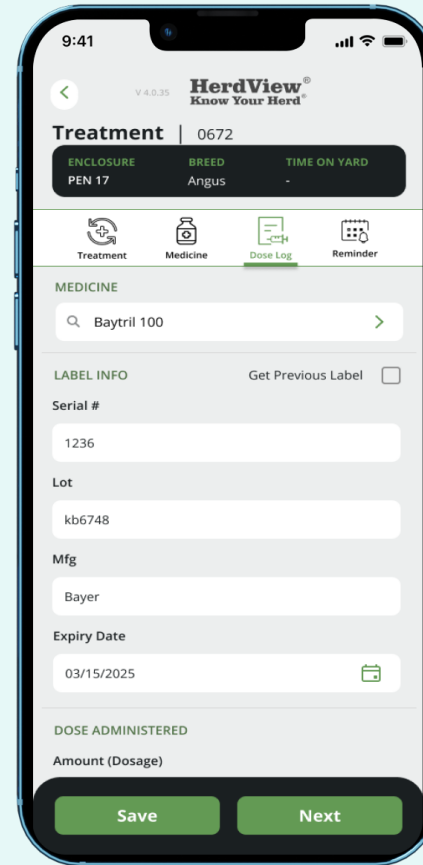 9:41
V 4.0.35
HerdView®
Know Your Herd®
Treatment | 0672
ENCLOSURE BREED TIME ON YARD
PEN 17 Angus -
Treatment Medicine Dose Log Reminder
MEDICINE
Baytril 100
LABEL INFO Get Previous Label
Serial #
1236
Lot
kb6748
Mfg
Bayer
Expiry Date
03/15/2025
DOSE ADMINISTERED
Amount (Dosage)
Save Next